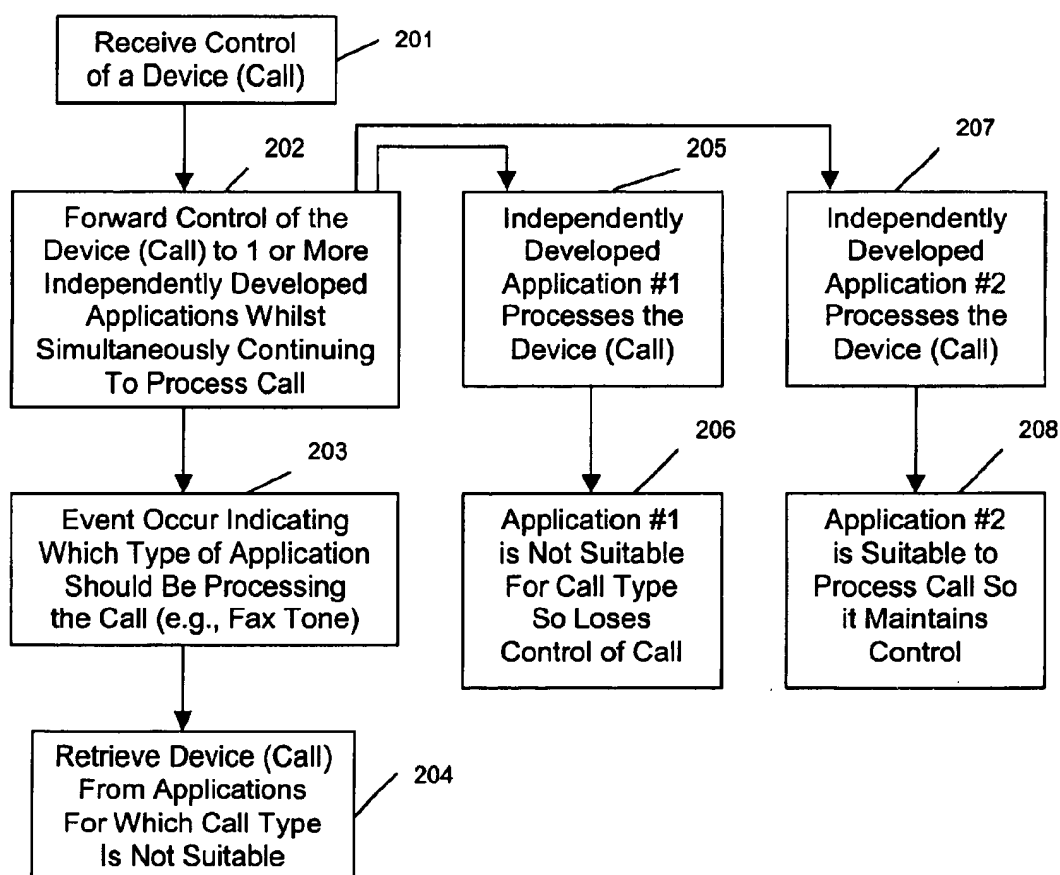 Receive Control
of a Device (Call)
201
202
Forward Control of the
Device (Call) to 1 or More
Independently Developed
Applications Whilst
Simultaneously Continuing
To Process Call
205
Independently
Developed
Application #1
Processes the
Device (Call)
207
Independently
Developed
Application #2
Processes the
Device (Call)
203
Event Occur Indicating
Which Type of Application
Should Be Processing
the Call (e.g., Fax Tone)
206
Application #1
is Not Suitable
For Call Type
So Loses
Control of Call
208
Application #2
is Suitable to
Process Call So
it Maintains
Control
Retrieve Device (Call)
From Applications
For Which Call Type
Is Not Suitable
204